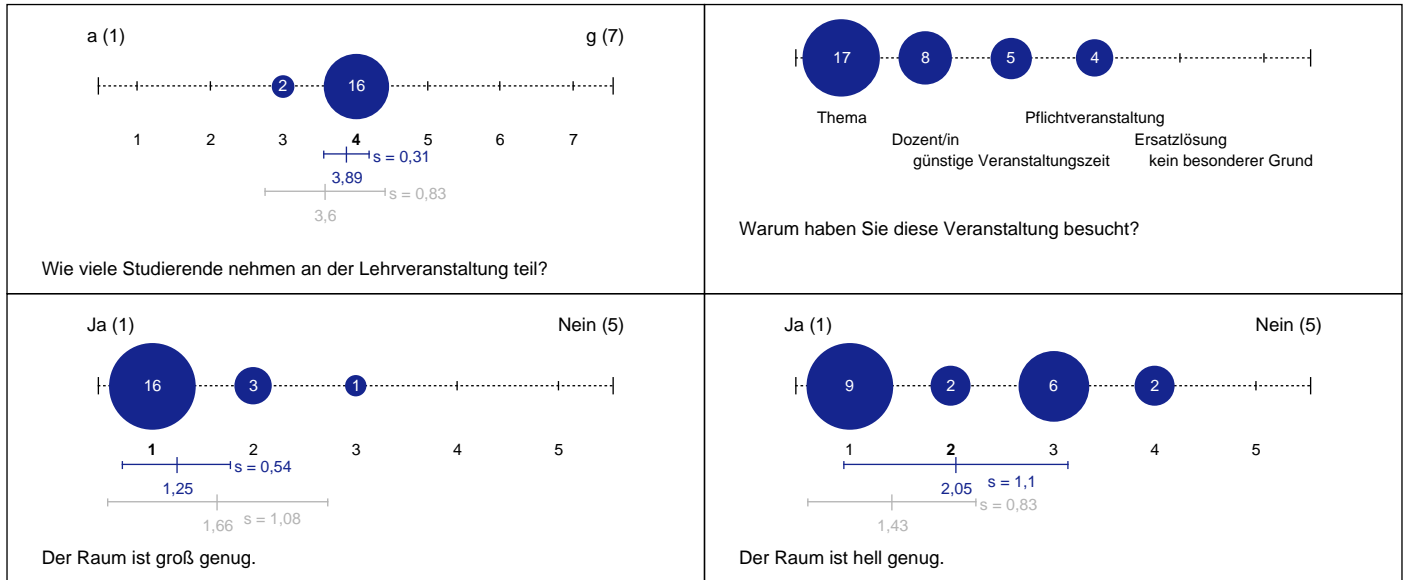 a (1) g (7)
2 16
1 2 3 4 5 6 7
s = 0,31
3,89
s = 0,83
3,6
Wie viele Studierende nehmen an der Lehrveranstaltung teil?
17 8 5 4
Thema Pflichtveranstaltung
Dozent/in Ersatzlösung
günstige Veranstaltungszeit kein besonderer Grund
Warum haben Sie diese Veranstaltung besucht?
Ja (1) Nein (5)
16 3 1
1 2 3 4 5
s = 0,54
1,25
1,66 s = 1,08
Der Raum ist groß genug.
Ja (1) Nein (5)
9 2 6 2
1 2 3 4 5
2,05 s = 1,1
s = 0,83
1,43
Der Raum ist hell genug.